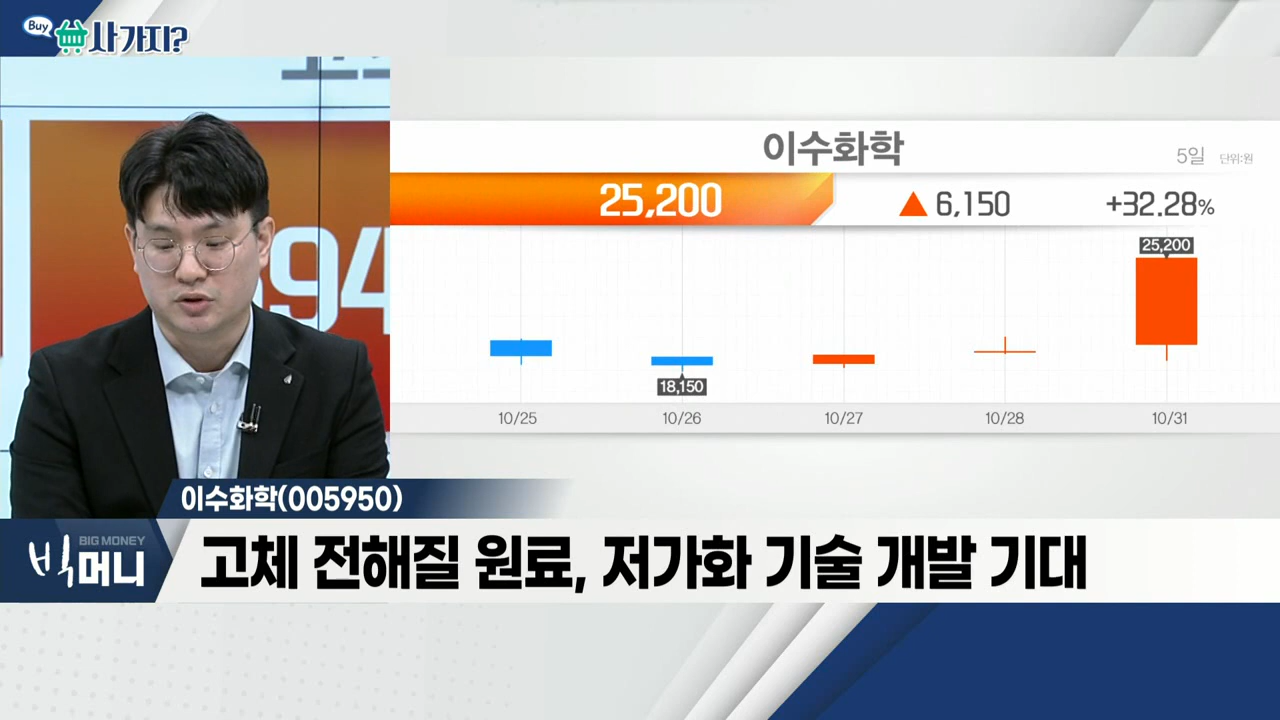 Buy
사가지?
94
이수화학
5일 단위:원
25,200 ▲ 6,150 +32.28%
25,200
18,150
10/25 10/26 10/27 10/28 10/31
이수화학(005950)
BIG MONEY
빅머니
고체 전해질 원료, 저가화 기술 개발 기대